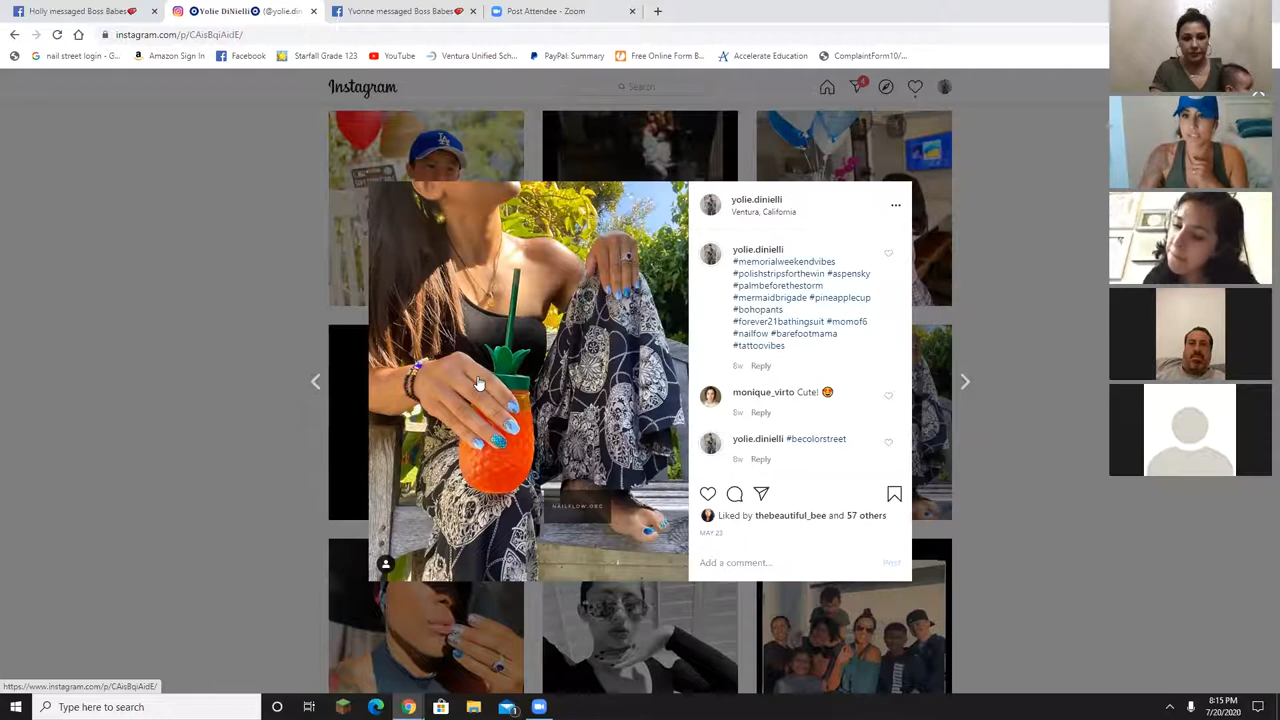 Holly messaged Boss Babes
Yolie DiNielli (@yolie.din
Yvonne messaged Boss Babes
Post Attendee - Zoom
instagram.com/p/CAisBqiAidE/
nail street login - G...
Amazon Sign In
Facebook
Starfall Grade 123
YouTube
Ventura Unified Sch...
PayPal: Summary
Free Online Form B...
Accelerate Education
ComplaintForm10/...
Instagram
Search
4
yolie.dinielli
Ventura, California
yolie.dinielli
#memorialweekendvibes
#polishstripsforthewin #aspensky
#palmbeforethestorm
#mermaidbrigade #pineapplecup
#bohopants
#forever21bathingsuit #momof6
#nailfow #barefootmama
#tattoovibes
8w Reply
monique_virto Cute! 😍
8w Reply
yolie.dinielli #becolorstreet
8w Reply
Liked by thebeautiful_bee and 57 others
MAY 23
Add a comment...
Post
NAILFLOW.ORG
https://www.instagram.com/p/CAisBqiAidE/
Type here to search
1
8:15 PM
7/20/2020